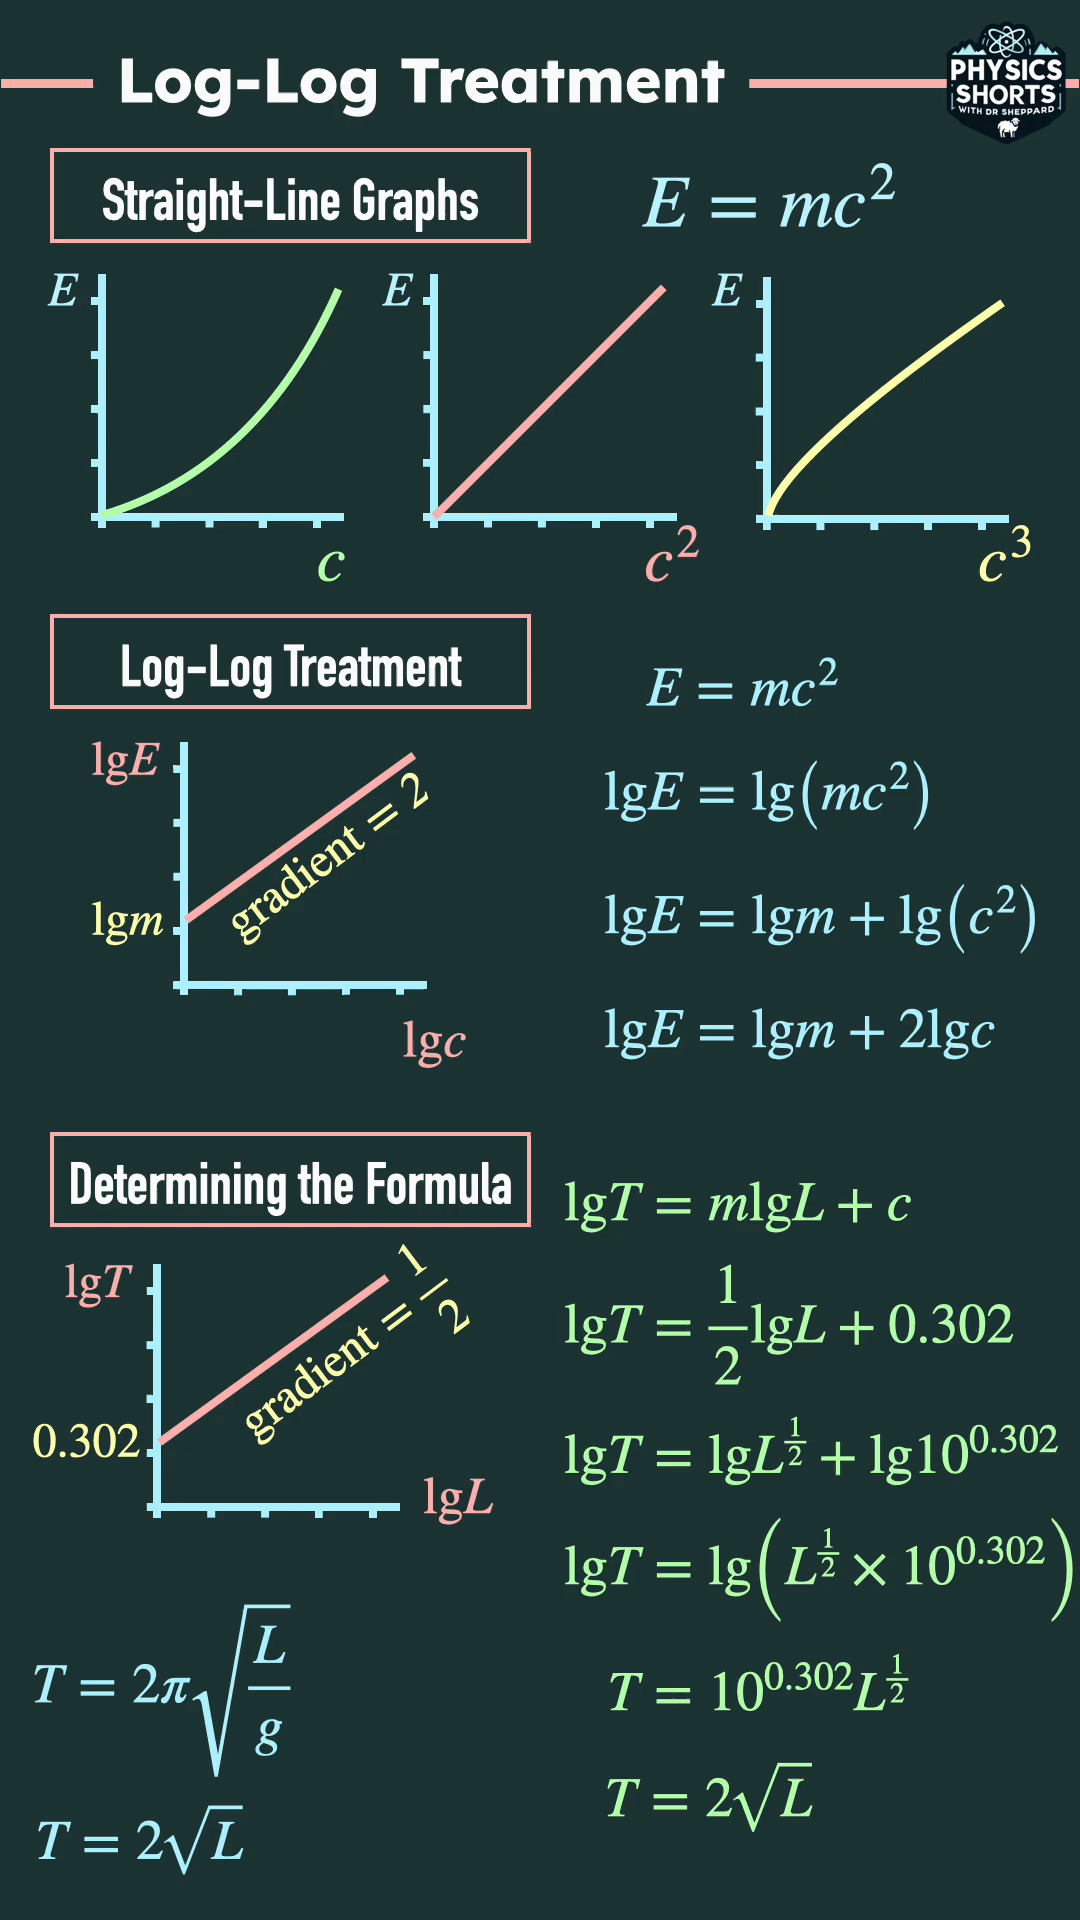 Log-Log Treatment
PHYSICS
SHORTS
WITH DR SHEPPARD
Straight-Line Graphs
E = mc²
E
c
E
c²
E
c³
Log-Log Treatment
lgE
lgm
gradient = 2
lgc
E = mc²
lgE = lg(mc²)
lgE = lgm + lg(c²)
lgE = lgm + 2lgc
Determining the Formula
lgT
0.302
gradient = 1/2
lgL
T = 2π√(L/g)
T = 2√L
lgT = mlgL + c
lgT = 1/2 lgL + 0.302
lgT = lgL^(1/2) + lg10^0.302
lgT = lg(L^(1/2) × 10^0.302)
T = 10^0.302 L^(1/2)
T = 2√L